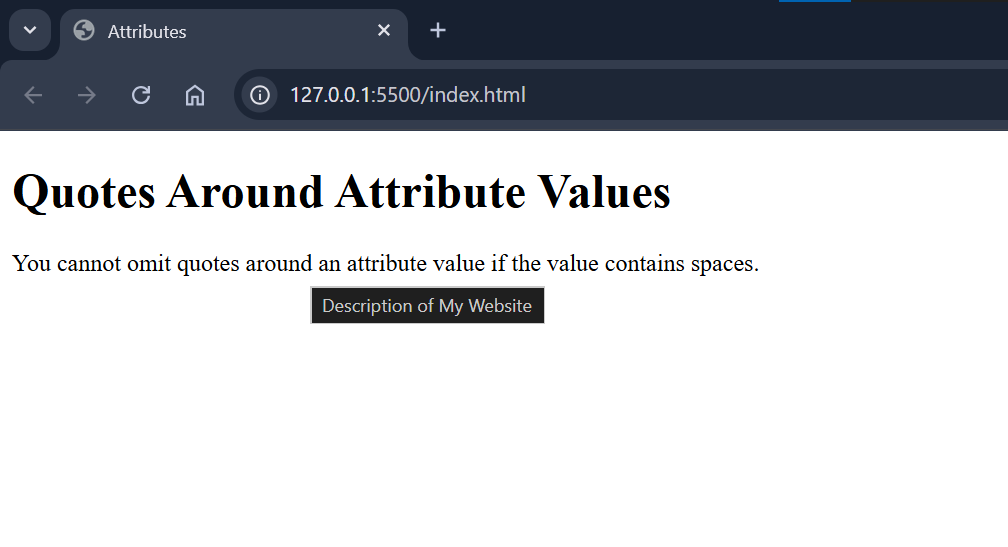 Attributes
127.0.0.1:5500/index.html
Quotes Around Attribute Values
You cannot omit quotes around an attribute value if the value contains spaces.
Description of My Website